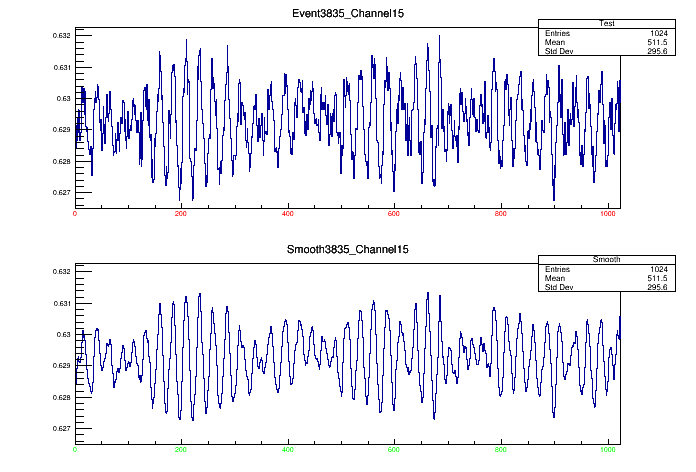 Event3835_Channel15
Test
Entries 1024
Mean 511.5
Std Dev 295.6
0.632
0.631
0.63
0.629
0.628
0.627
0 200 400 600 800 1000
Smooth3835_Channel15
Smooth
Entries 1024
Mean 511.5
Std Dev 295.6
0.632
0.631
0.63
0.629
0.628
0.627
0 200 400 600 800 1000